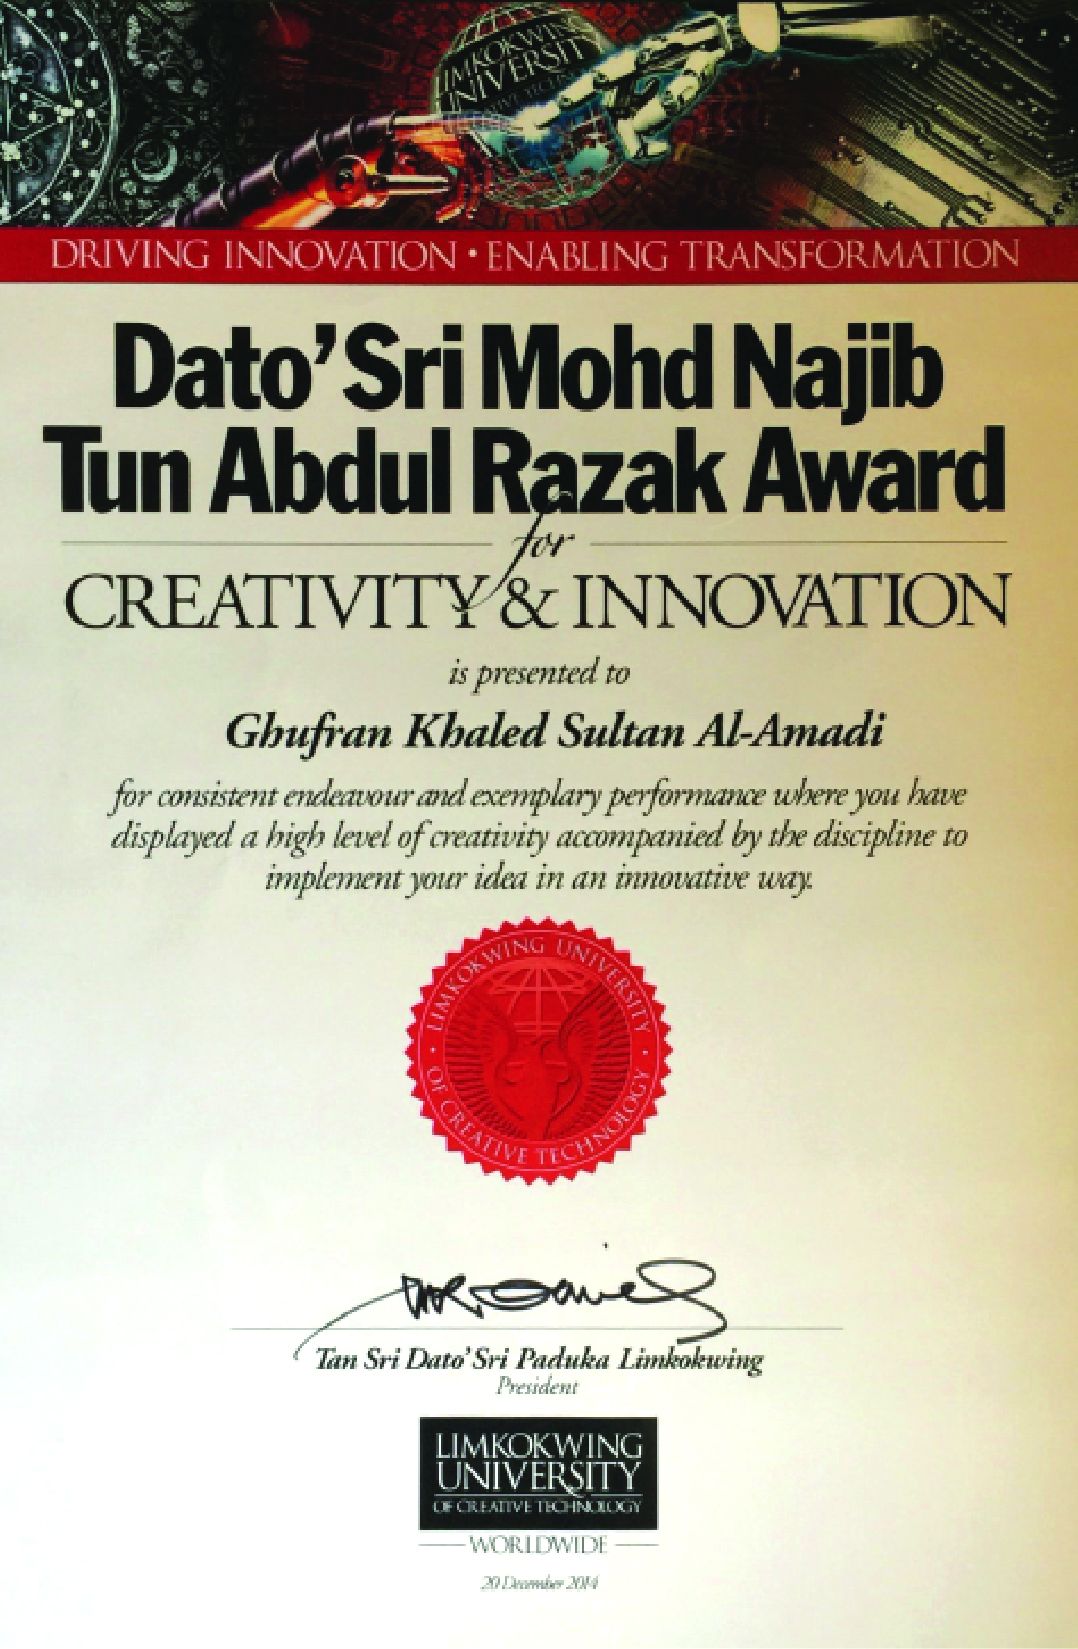 LIMKOKWING
UNIVERSITY
DRIVING INNOVATION • ENABLING TRANSFORMATION
Dato' Sri Mohd Najib
Tun Abdul Razak Award
for
CREATIVITY & INNOVATION
is presented to
Ghufran Khaled Sultan Al-Amadi
for consistent endeavour and exemplary performance where you have
displayed a high level of creativity accompanied by the discipline to
implement your idea in an innovative way.
LIMKOKWING UNIVERSITY
• OF CREATIVE TECHNOLOGY •
Tan Sri Dato' Sri Paduka Limkokwing
President
LIMKOKWING
UNIVERSITY
OF CREATIVE TECHNOLOGY
WORLDWIDE
20 December 2014